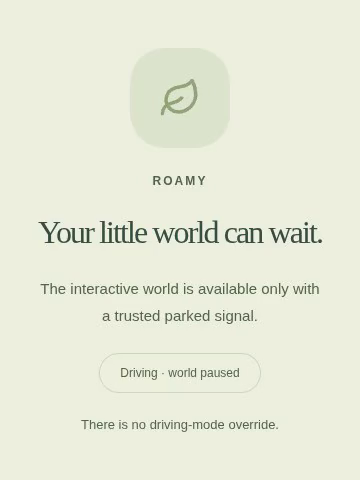 ROAMY
Your little world can wait.
The interactive world is available only with
a trusted parked signal.
Driving · world paused
There is no driving-mode override.